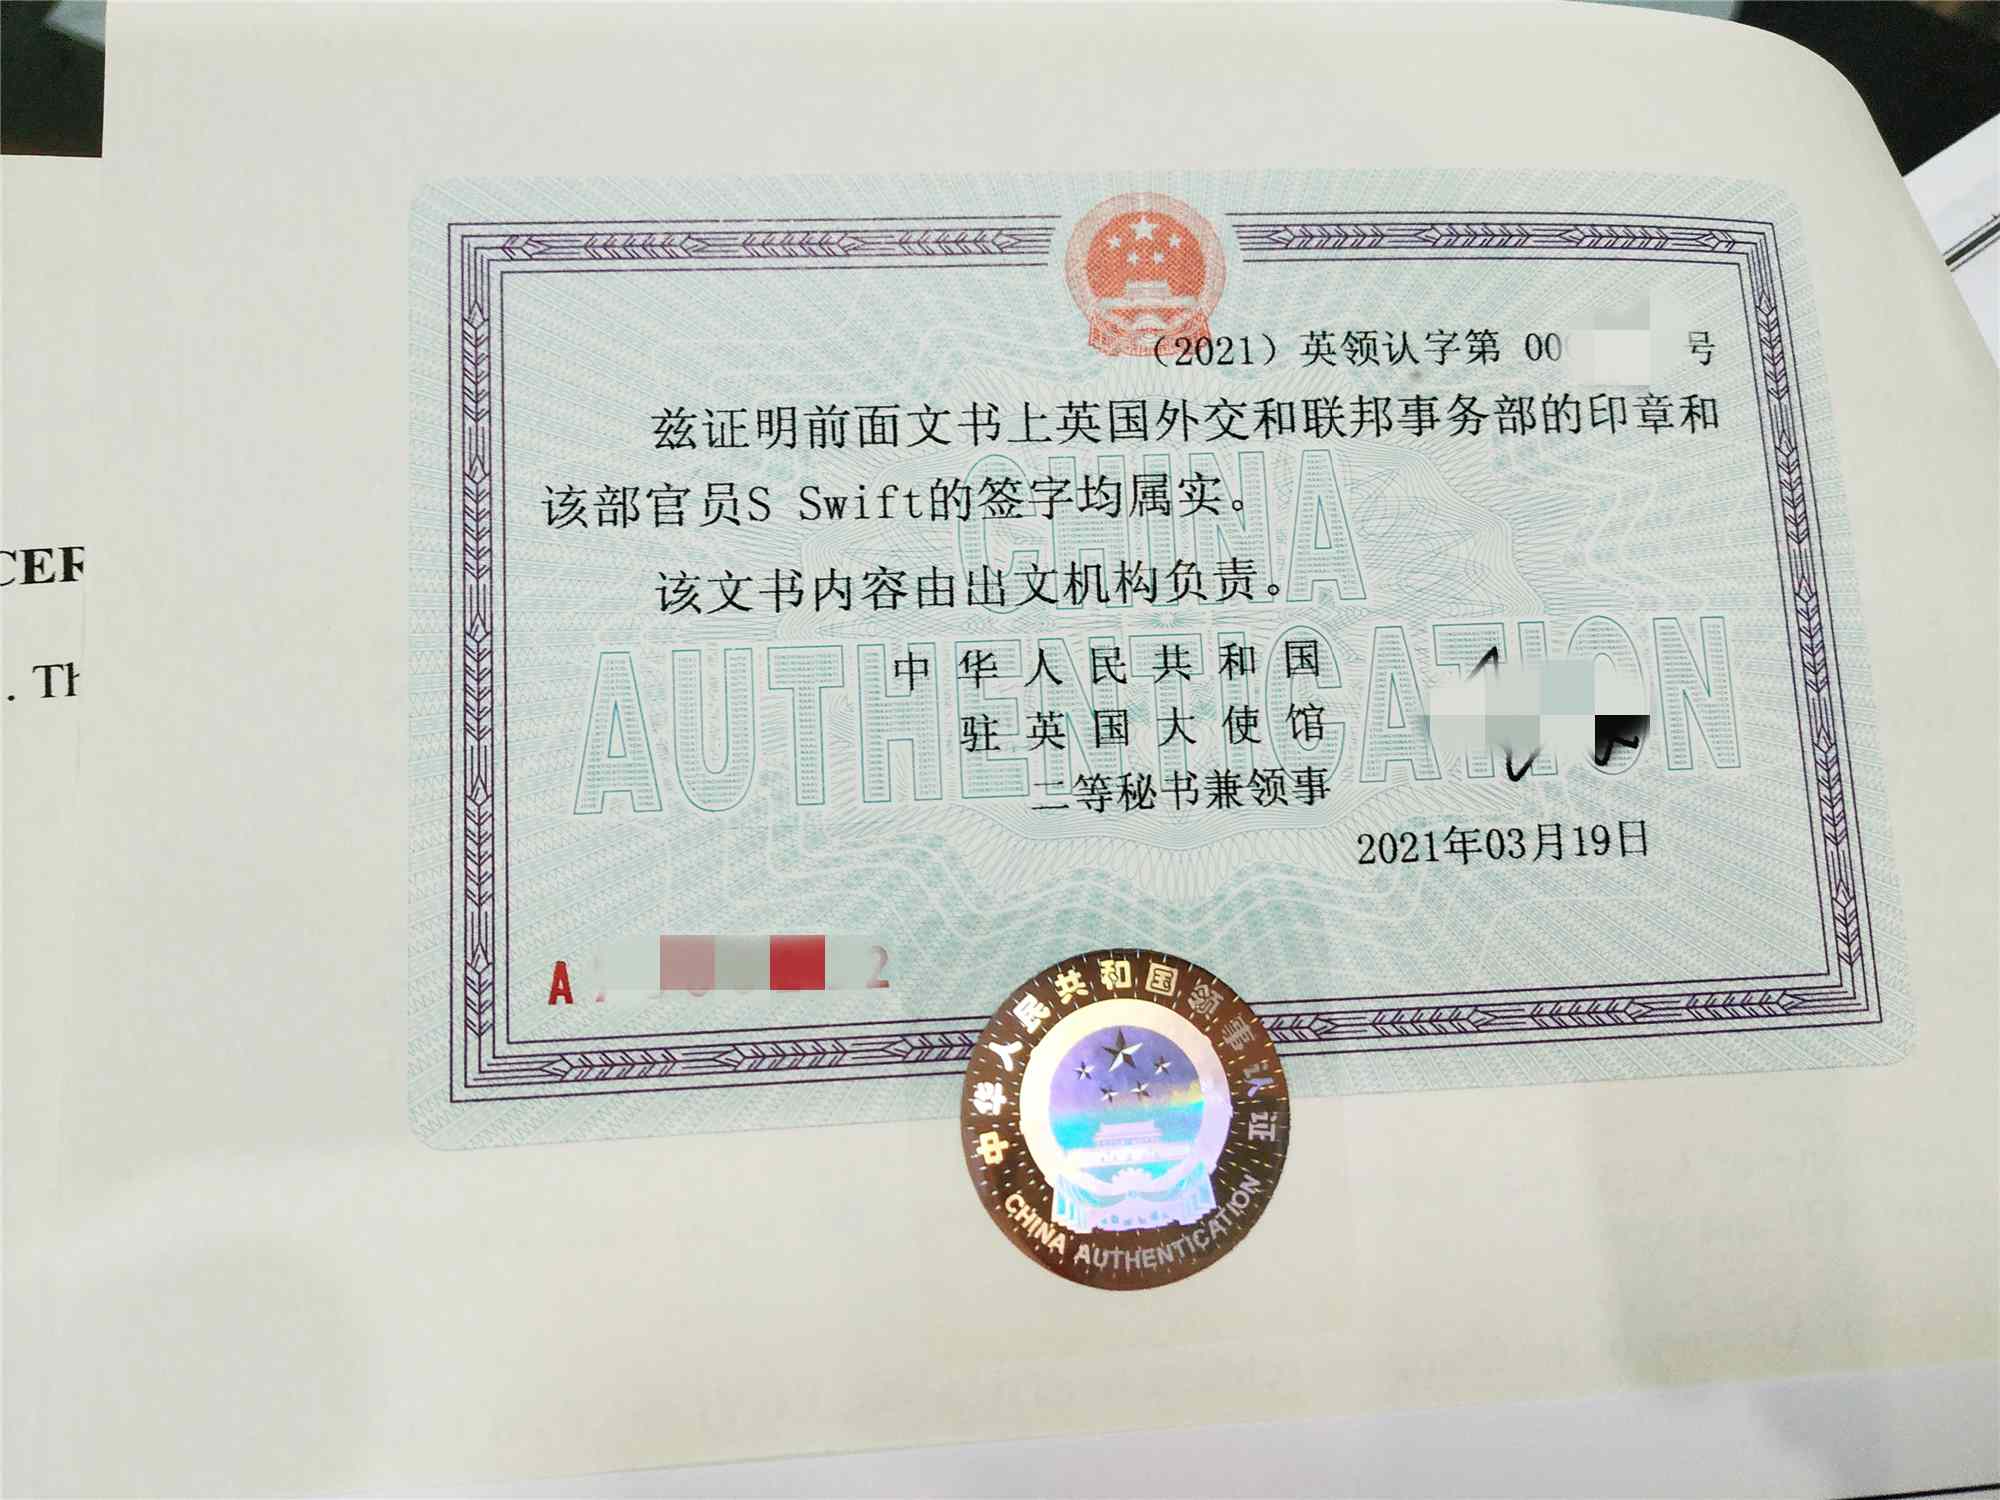 （2021）英领认字第 00 号
兹证明前面文书上英国外交和联邦事务部的印章和
该部官员S Swift的签字均属实。
该文书内容由出文机构负责。
中华人民共和国
驻英国大使馆
二等秘书兼领事
2021年03月19日
CHINA
AUTHENTICATION
A 2
中华人民共和国领事认证
CHINA AUTHENTICATION
CER
. Th